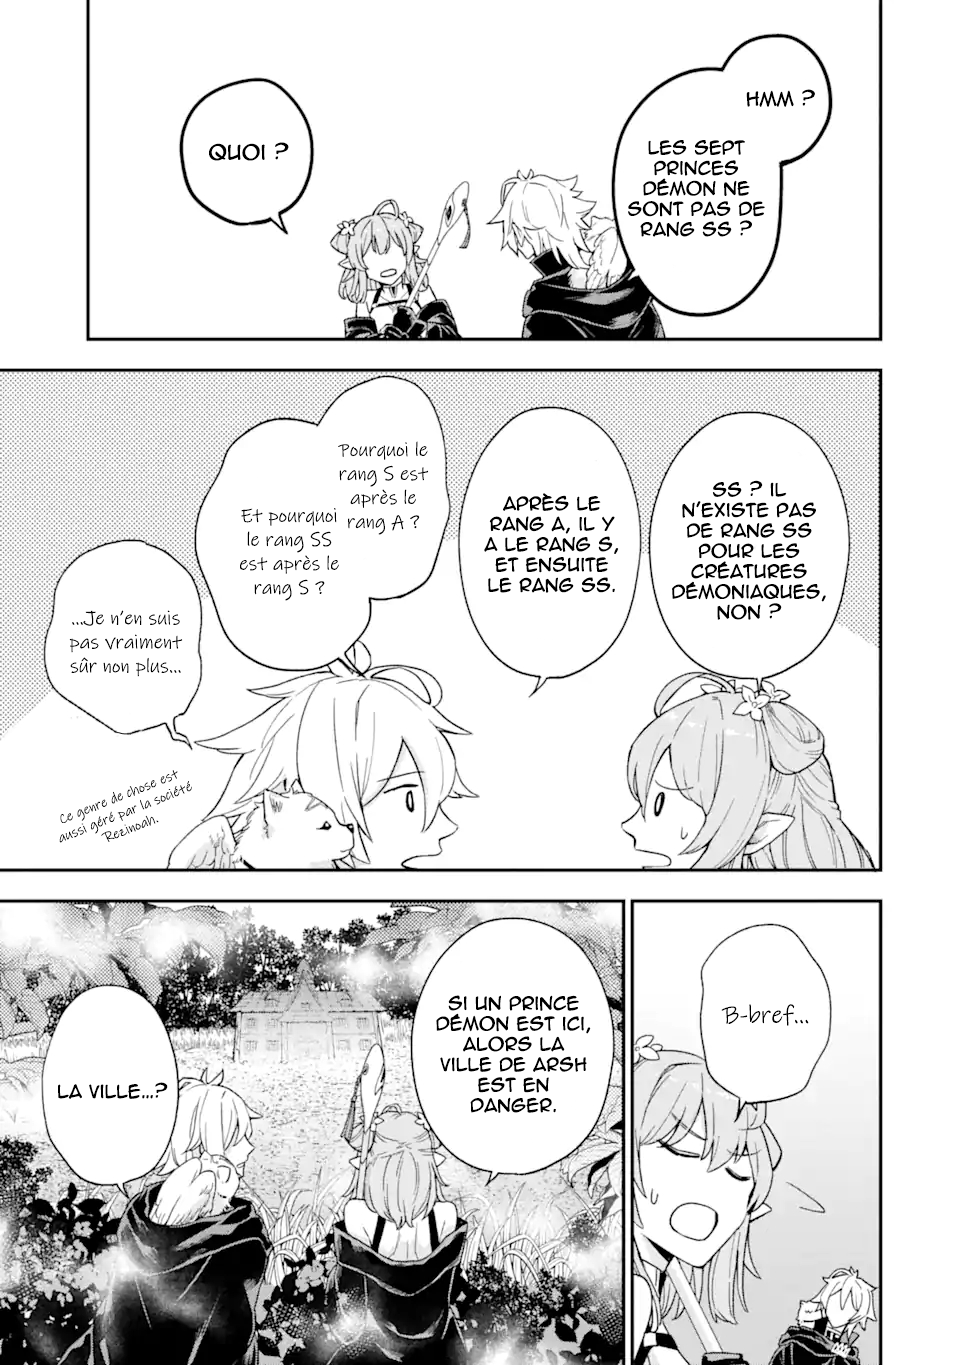 HMM ?
LES SEPT
PRINCES
DÉMON NE
SONT PAS DE
RANG SS ?
QUOI ?
SS ? IL
N'EXISTE PAS
DE RANG SS
POUR LES
CRÉATURES
DÉMONIAQUES,
NON ?
APRÈS LE
RANG A, IL Y
A LE RANG S,
ET ENSUITE
LE RANG SS.
Pourquoi le
rang S est
après le
rang A ?
Et pourquoi
le rang SS
est après le
rang S ?
...Je n'en suis
pas vraiment
sûr non plus...
Ce genre de chose est
aussi géré par la société
Rezinoah.
B-bref...
SI UN PRINCE
DÉMON EST ICI,
ALORS LA
VILLE DE ARSH
EST EN
DANGER.
LA VILLE...?